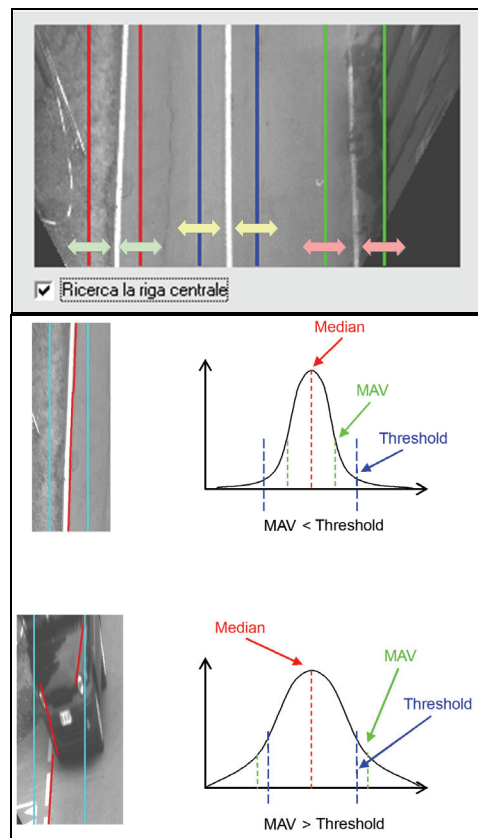 Ricerca la riga centrale
Median
MAV
Threshold
MAV < Threshold
Median
MAV
Threshold
MAV > Threshold